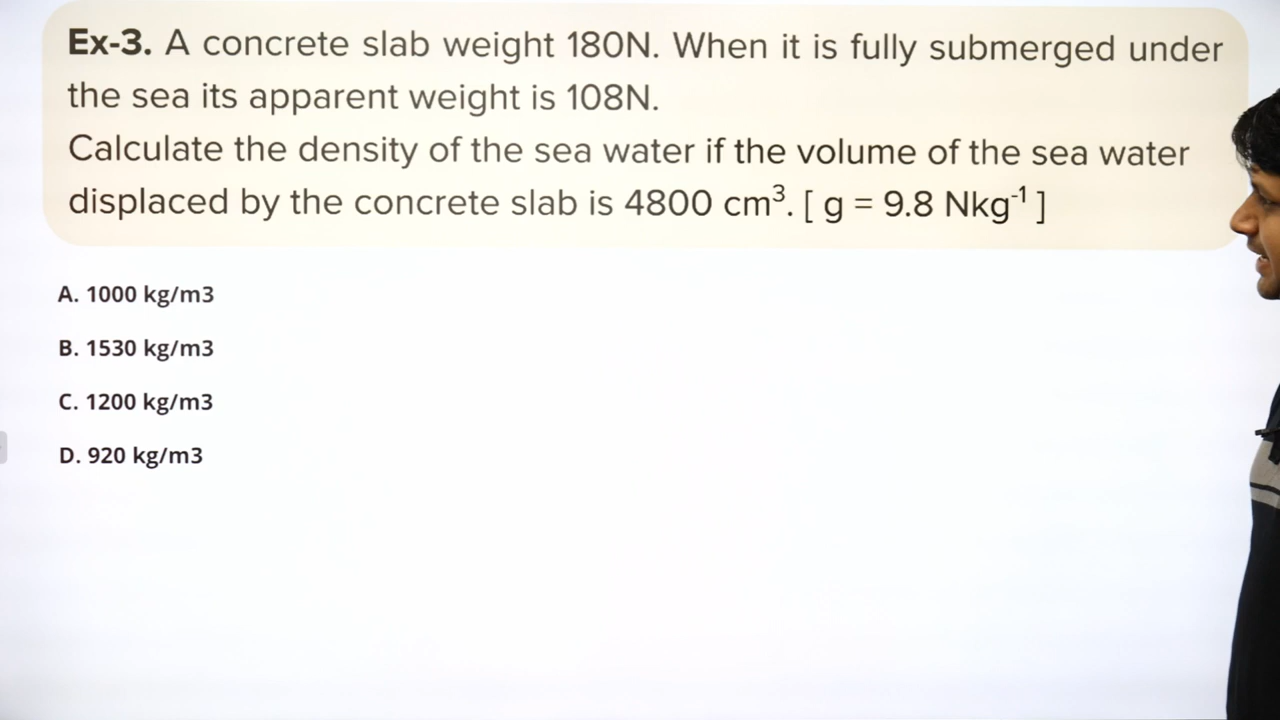 Ex-3. A concrete slab weight 180N. When it is fully submerged under
the sea its apparent weight is 108N.
Calculate the density of the sea water if the volume of the sea water
displaced by the concrete slab is 4800 cm³. [ g = 9.8 Nkg⁻¹ ]
A. 1000 kg/m3
B. 1530 kg/m3
C. 1200 kg/m3
D. 920 kg/m3